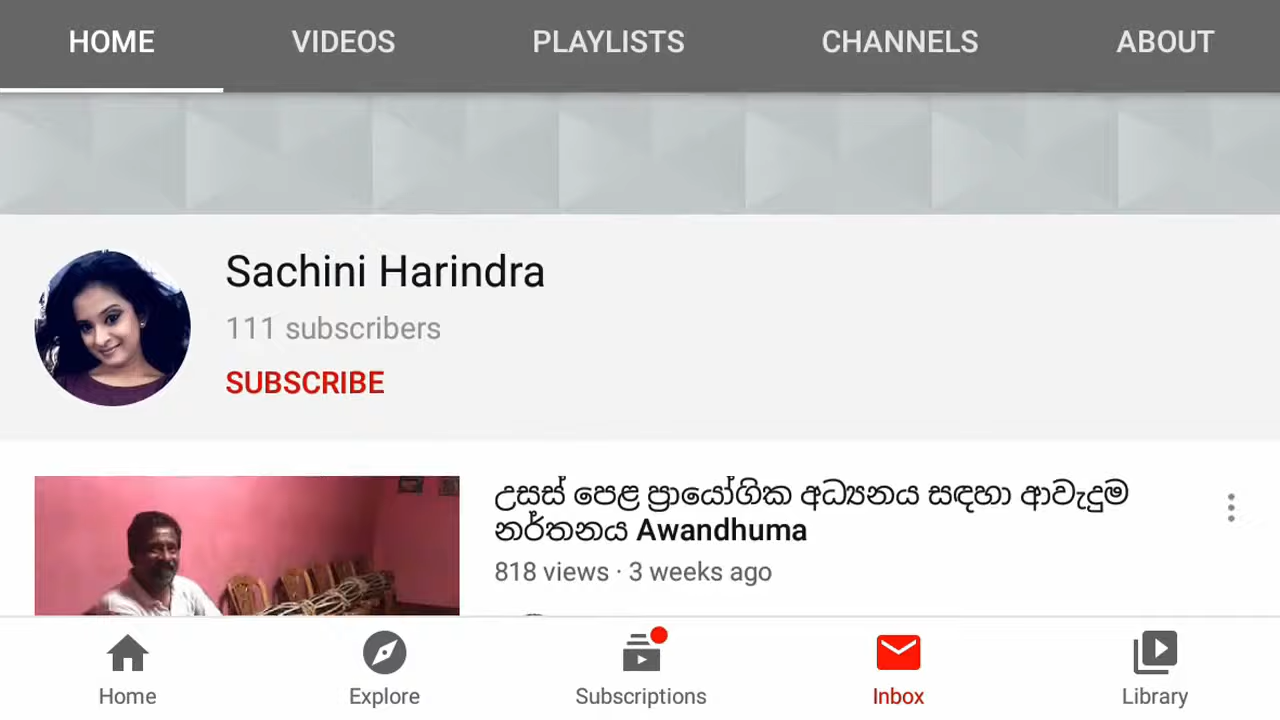 HOME VIDEOS PLAYLISTS CHANNELS ABOUT
Sachini Harindra
111 subscribers
SUBSCRIBE
උසස් පෙළ ප්‍රායෝගික අධ්‍යනය සඳහා ආවැදුම
නර්තනය Awandhuma
818 views · 3 weeks ago
Home Explore Subscriptions Inbox Library